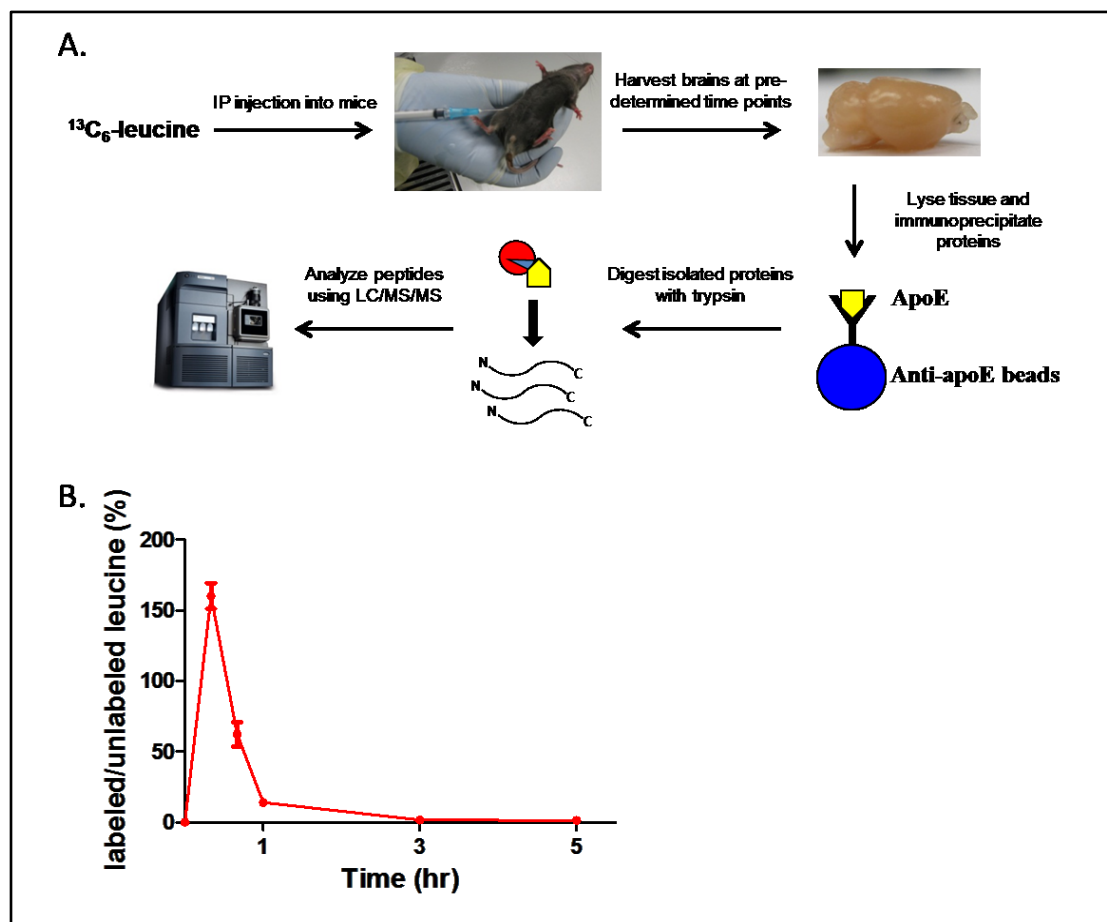 A.
IP injection into mice
Harvest brains at pre-
determined time points
¹³C₆-leucine
Lyse tissue and
immunoprecipitate
proteins
Analyze peptides
using LC/MS/MS
Digest isolated proteins
with trypsin
ApoE
Anti-apoE beads
N
C
N
C
N
C
B.
labeled/unlabeled leucine (%)
200
150
100
50
0
1
3
5
Time (hr)